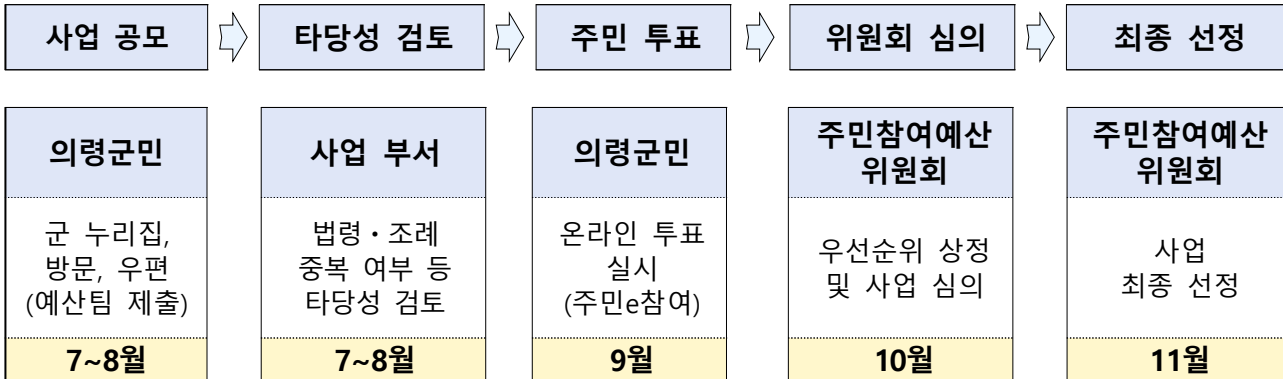 사업 공모
타당성 검토
주민 투표
위원회 심의
최종 선정
의령군민
군 누리집,
방문, 우편
(예산팀 제출)
7~8월
사업 부서
법령・조례
중복 여부 등
타당성 검토
7~8월
의령군민
온라인 투표
실시
(주민e참여)
9월
주민참여예산
위원회
우선순위 상정
및 사업 심의
10월
주민참여예산
위원회
사업
최종 선정
11월